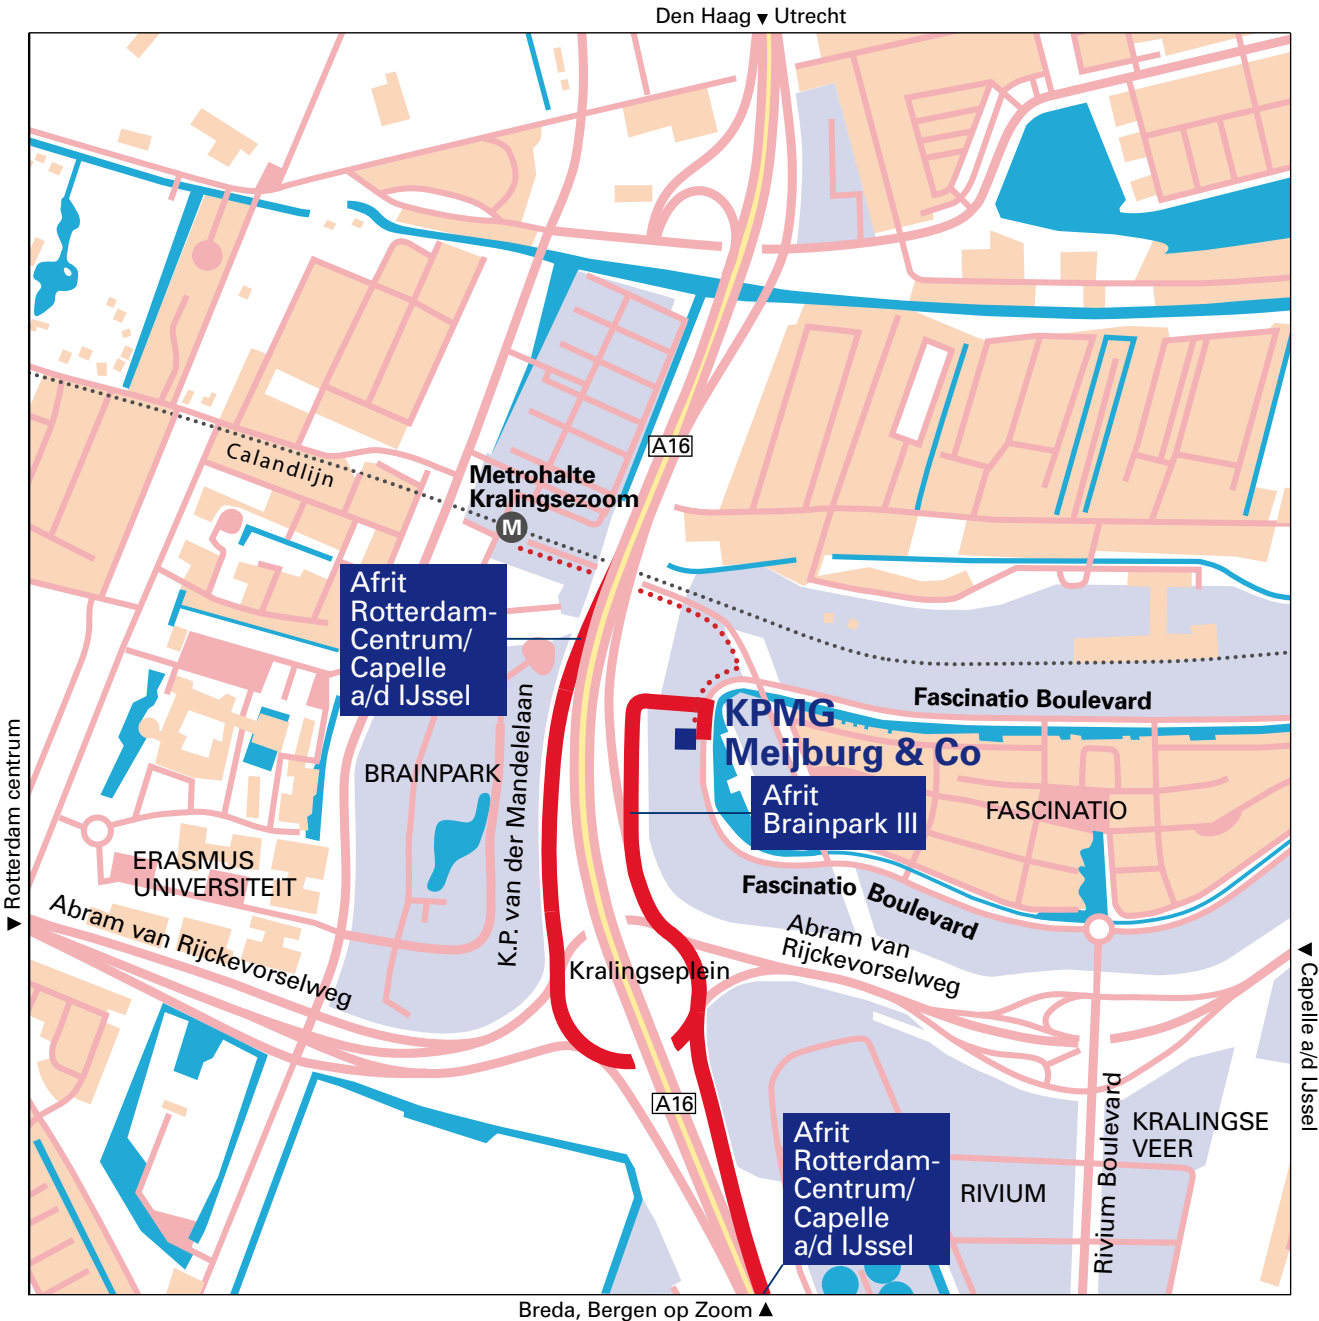 Den Haag ▼ Utrecht
A16
Calandlijn
Metrohalte
Kralingsezoom
M
Afrit
Rotterdam-
Centrum/
Capelle
a/d IJssel
Fascinatio Boulevard
KPMG
Meijburg & Co
BRAINPARK
K.P. van der Mandelelaan
Afrit
Brainpark III
FASCINATIO
◀ Rotterdam centrum
ERASMUS
UNIVERSITEIT
Fascinatio Boulevard
Abram van Rijckevorselweg
Abram van
Rijckevorselweg
Kralingseplein
◀ Capelle a/d IJssel
A16
Afrit
Rotterdam-
Centrum/
Capelle
a/d IJssel
Rivium Boulevard
KRALINGSE
VEER
RIVIUM
Breda, Bergen op Zoom ▲